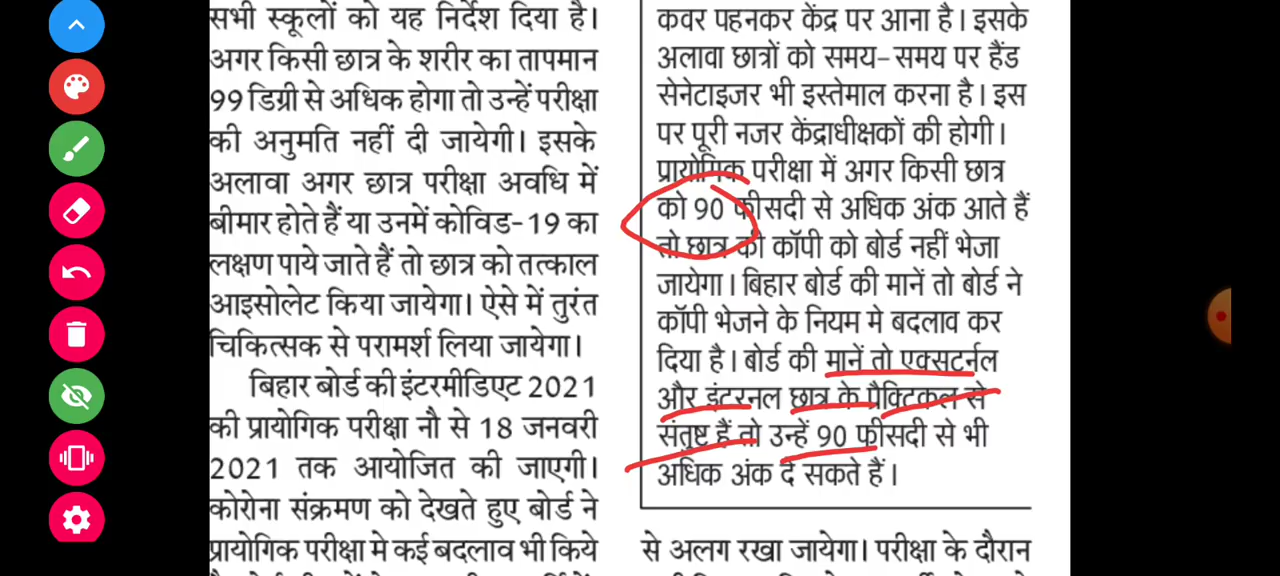 सभी स्कूलों को यह निर्देश दिया है।
अगर किसी छात्र के शरीर का तापमान
99 डिग्री से अधिक होगा तो उन्हें परीक्षा
की अनुमति नहीं दी जायेगी। इसके
अलावा अगर छात्र परीक्षा अवधि में
बीमार होते हैं या उनमें कोविड-19 का
लक्षण पाये जाते हैं तो छात्र को तत्काल
आइसोलेट किया जायेगा। ऐसे में तुरंत
चिकित्सक से परामर्श लिया जायेगा।
बिहार बोर्ड की इंटरमीडिएट 2021
की प्रायोगिक परीक्षा नौ से 18 जनवरी
2021 तक आयोजित की जाएगी।
कोरोना संक्रमण को देखते हुए बोर्ड ने
प्रायोगिक परीक्षा मे कई बदलाव भी किये
कवर पहनकर केंद्र पर आना है। इसके
अलावा छात्रों को समय-समय पर हैंड
सेनेटाइजर भी इस्तेमाल करना है। इस
पर पूरी नजर केंद्राधीक्षकों की होगी।
प्रायोगिक परीक्षा में अगर किसी छात्र
को 90 फीसदी से अधिक अंक आते हैं
तो छात्र की कॉपी को बोर्ड नहीं भेजा
जायेगा। बिहार बोर्ड की मानें तो बोर्ड ने
कॉपी भेजने के नियम मे बदलाव कर
दिया है। बोर्ड की मानें तो एक्सटर्नल
और इंटरनल छात्र के प्रैक्टिकल से
संतुष्ट हैं तो उन्हें 90 फीसदी से भी
अधिक अंक दे सकते हैं।
से अलग रखा जायेगा। परीक्षा के दौरान